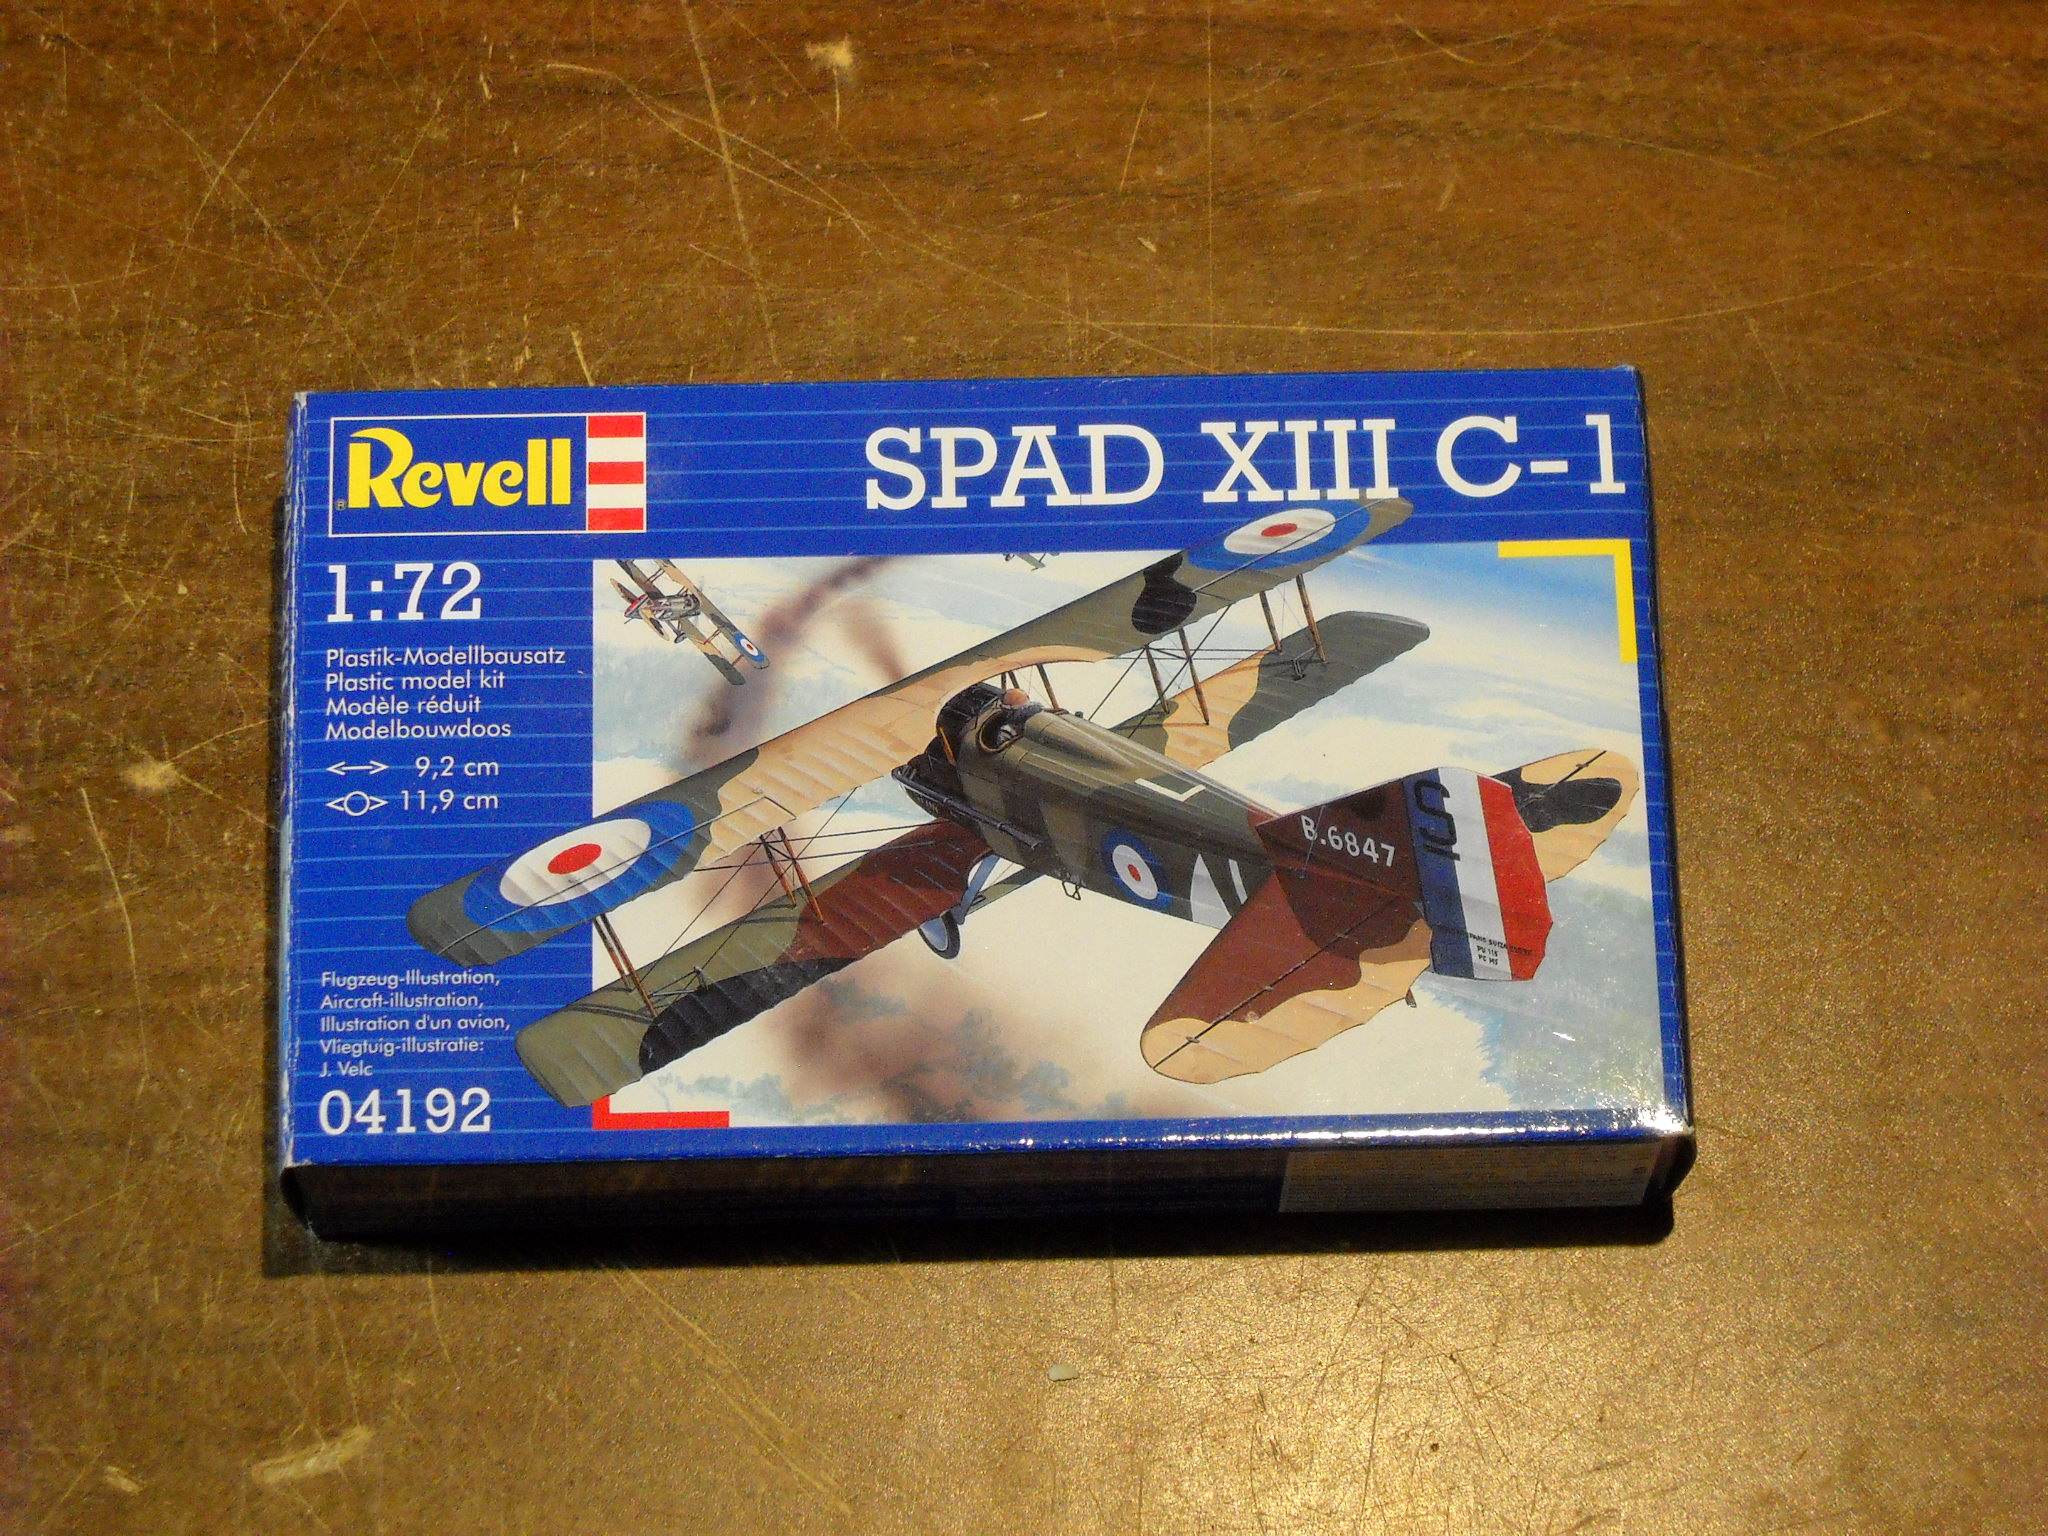 Revell
®
SPAD XIII C-1
1:72
Plastik-Modellbausatz
Plastic model kit
Modèle réduit
Modelbouwdoos
9,2 cm
11,9 cm
L
B.6847
S
Flugzeug-Illustration,
Aircraft-illustration,
Illustration d'un avion,
Vliegtuig-illustratie:
J. Velc
04192